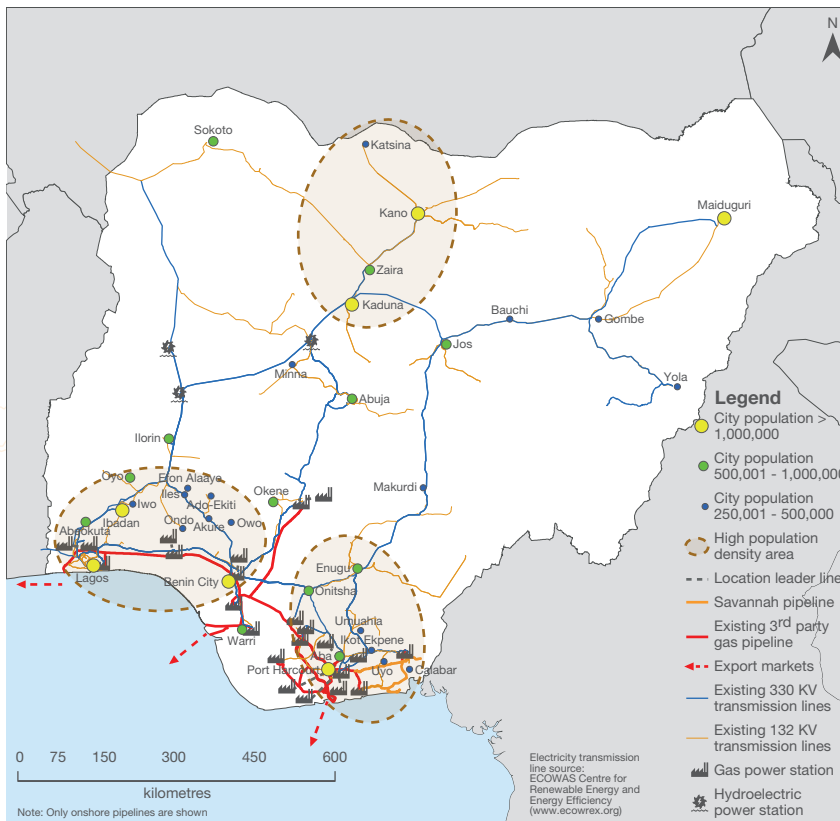 N
Sokoto
Katsina
Kano
Maiduguri
Zaira
Kaduna
Bauchi
Gombe
Jos
Minna
Yola
Abuja
Ilorin
Makurdi
Oyo
Efon Alaaye
Iles
Iwo
Ado-Ekiti
Okene
Ibadan
Abeokuta
Ondo
Akure
Owo
Lagos
Benin City
Enugu
Onitsha
Warri
Umuahia
Ikot Ekpene
Aba
Port Harcourt
Uyo
Calabar
Legend
City population >
1,000,000
City population
500,001 - 1,000,000
City population
250,001 - 500,000
High population
density area
Location leader line
Savannah pipeline
Existing 3rd party
gas pipeline
Export markets
Existing 330 KV
transmission lines
Existing 132 KV
transmission lines
Gas power station
Hydroelectric
power station
0 75 150 300 450 600
kilometres
Note: Only onshore pipelines are shown
Electricity transmission
line source:
ECOWAS Centre for
Renewable Energy and
Energy Efficiency
(www.ecowrex.org)